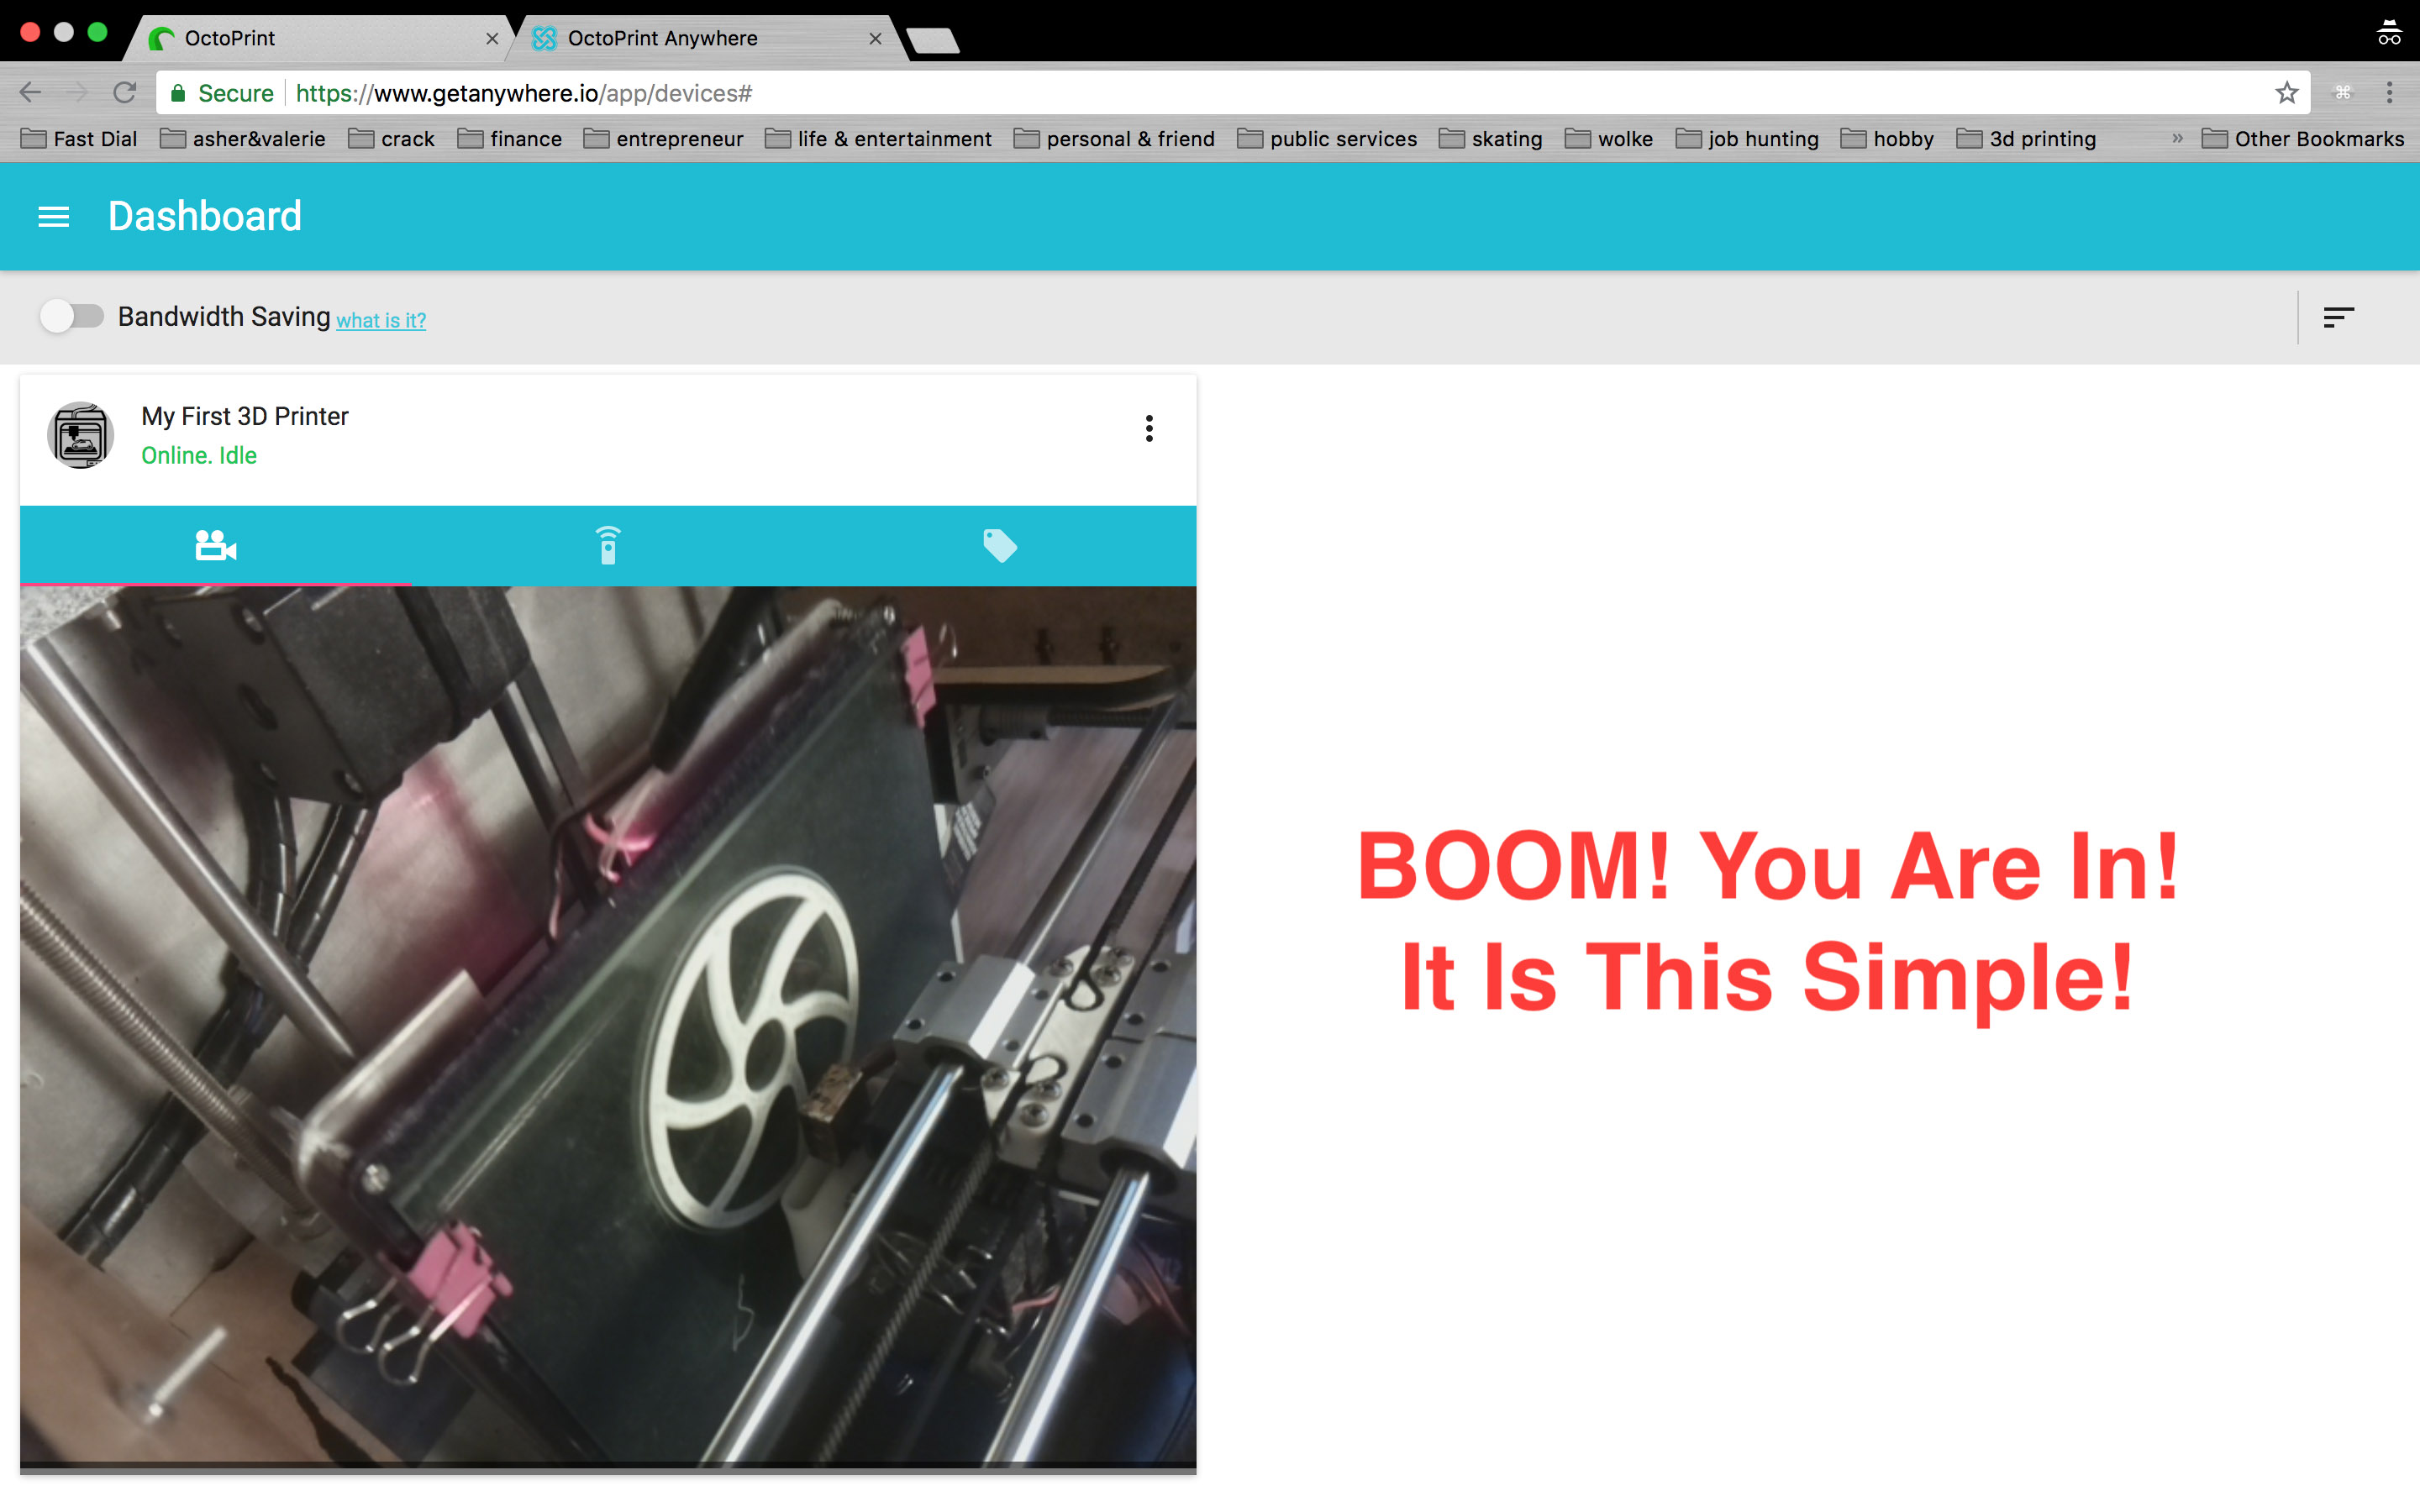 OctoPrint
OctoPrint Anywhere
Secure https://www.getanywhere.io/app/devices#
Fast Dial asher&valerie crack finance entrepreneur life & entertainment personal & friend public services skating wolke job hunting hobby 3d printing » Other Bookmarks
Dashboard
Bandwidth Saving what is it?
My First 3D Printer
Online. Idle
BOOM! You Are In!
It Is This Simple!